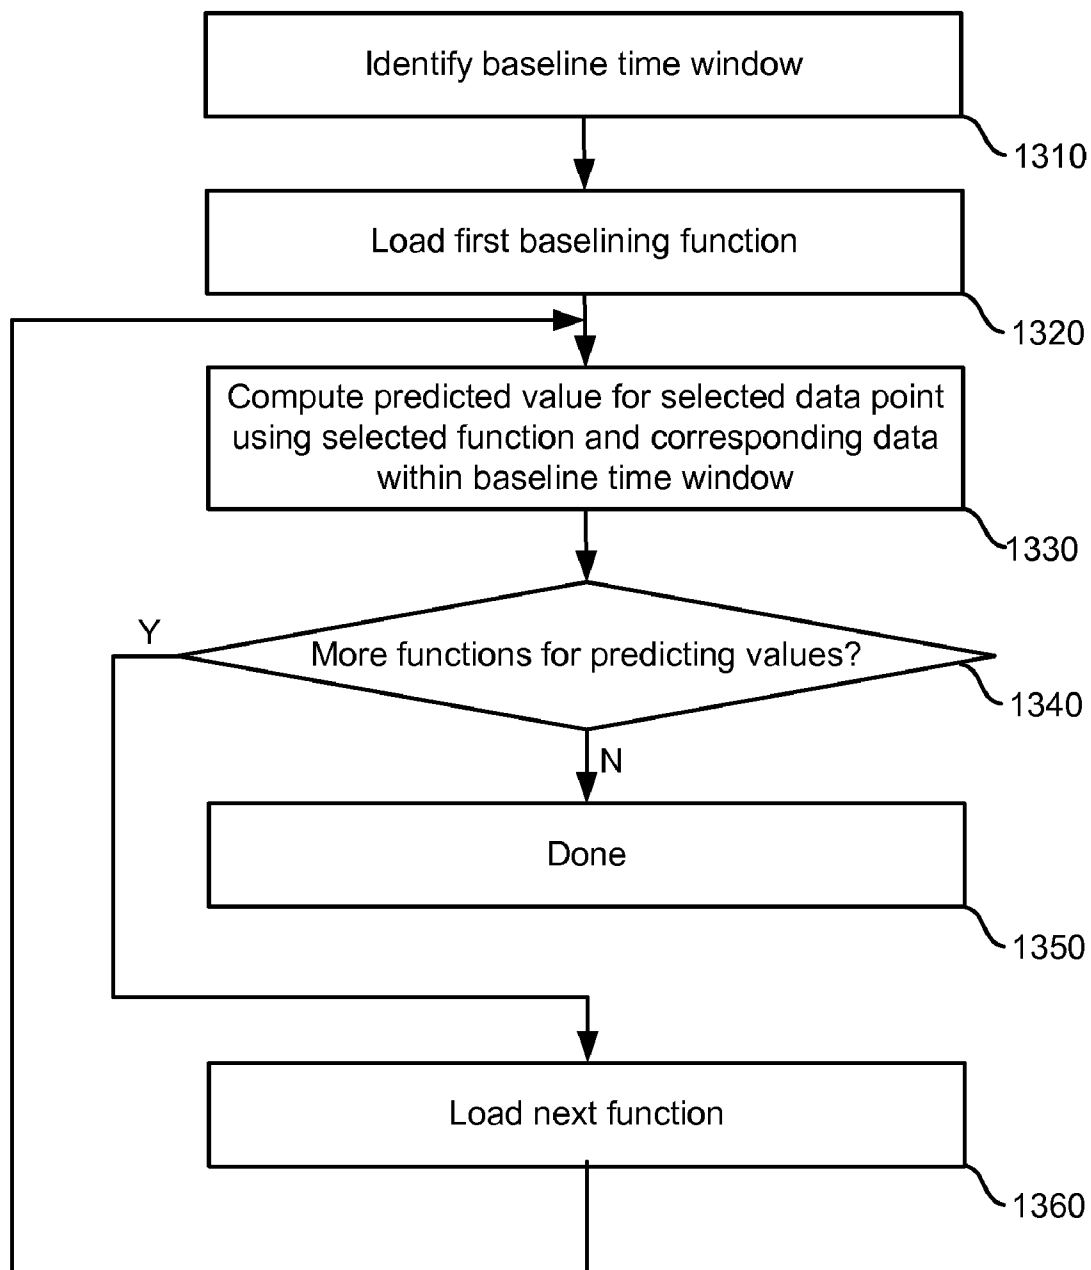 Identify baseline time window
1310
Load first baselining function
1320
Compute predicted value for selected data point
using selected function and corresponding data
within baseline time window
1330
Y
More functions for predicting values?
1340
N
Done
1350
Load next function
1360